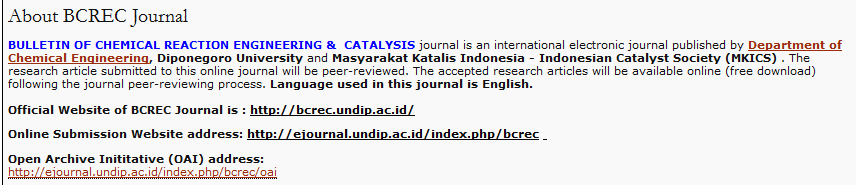 About BCREC Journal
BULLETIN OF CHEMICAL REACTION ENGINEERING & CATALYSIS journal is an international electronic journal published by Department of
Chemical Engineering, Diponegoro University and Masyarakat Katalis Indonesia - Indonesian Catalyst Society (MKICS) . The
research article submitted to this online journal will be peer-reviewed. The accepted research articles will be available online (free download)
following the journal peer-reviewing process. Language used in this journal is English.
Official Website of BCREC Journal is : http://bcrec.undip.ac.id/
Online Submission Website address: http://ejournal.undip.ac.id/index.php/bcrec
Open Archive Inititative (OAI) address:
http://ejournal.undip.ac.id/index.php/bcrec/oai